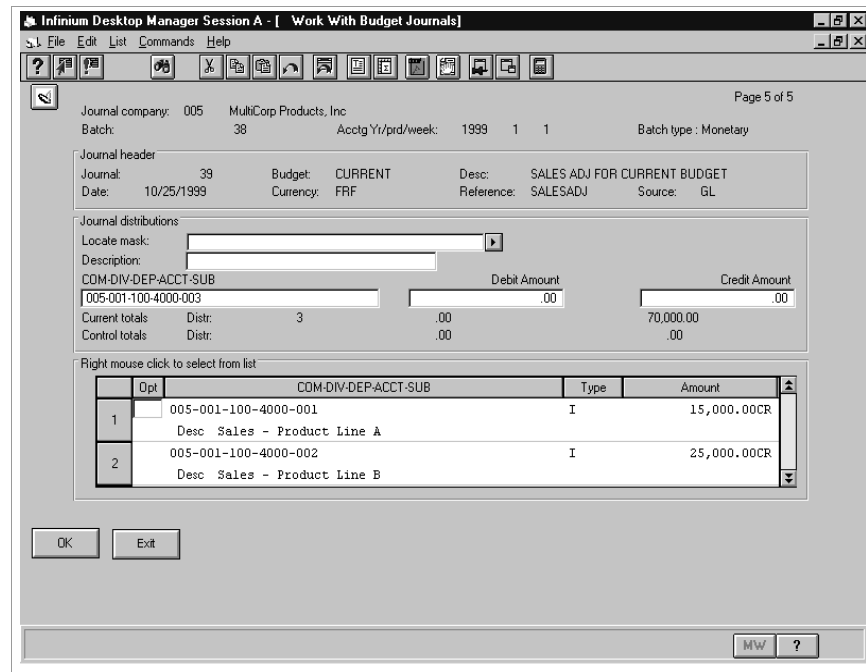 Infinium Desktop Manager Session A - [ Work With Budget Journals]
File Edit List Commands Help
Page 5 of 5
Journal company: 005 MultiCorp Products, Inc
Batch: 38 Acctg Yr/prd/week: 1999 1 1 Batch type : Monetary
Journal header
Journal: 39 Budget: CURRENT Desc: SALES ADJ FOR CURRENT BUDGET
Date: 10/25/1999 Currency: FRF Reference: SALESADJ Source: GL
Journal distributions
Locate mask:
Description:
COM-DIV-DEP-ACCT-SUB Debit Amount Credit Amount
005-001-100-4000-003 .00 .00
Current totals Distr: 3 .00 70,000.00
Control totals Distr: .00 .00
Right mouse click to select from list
Opt COM-DIV-DEP-ACCT-SUB Type Amount
1 005-001-100-4000-001 I 15,000.00CR
Desc Sales - Product Line A
2 005-001-100-4000-002 I 25,000.00CR
Desc Sales - Product Line B
OK Exit
MW ?